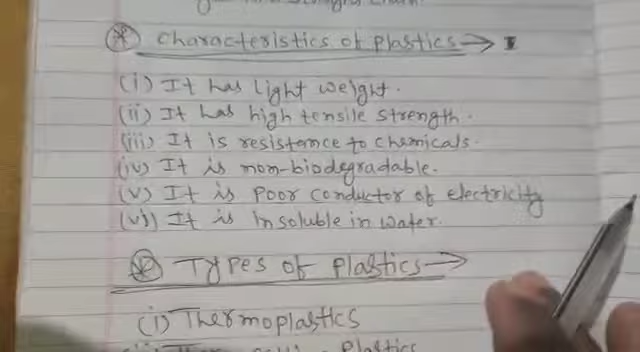 * Characteristics of Plastics →
(i) It has Light weight.
(ii) It has high tensile strength.
(iii) It is resistemce to chemicals.
(iv) It is non-biodegradable.
(v) It is Poor conductor of electricity
(vi) It is Insoluble in water.
* Types of Plastics →
(i) Thermoplastics
Plastics